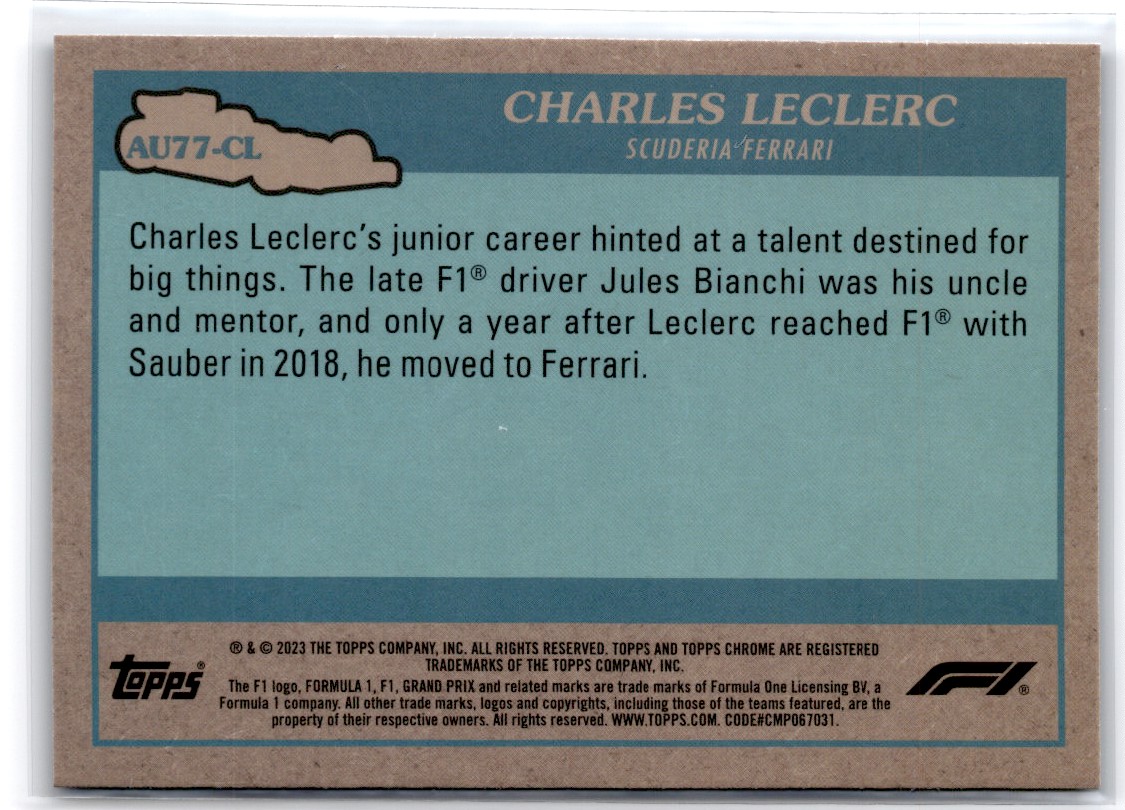 AU77-CL
CHARLES LECLERC
SCUDERIA FERRARI
Charles Leclerc's junior career hinted at a talent destined for
big things. The late F1® driver Jules Bianchi was his uncle
and mentor, and only a year after Leclerc reached F1® with
Sauber in 2018, he moved to Ferrari.
® & © 2023 THE TOPPS COMPANY, INC. ALL RIGHTS RESERVED. TOPPS AND TOPPS CHROME ARE REGISTERED
TRADEMARKS OF THE TOPPS COMPANY, INC.
topps®
The F1 logo, FORMULA 1, F1, GRAND PRIX and related marks are trade marks of Formula One Licensing BV, a
Formula 1 company. All other trade marks, logos and copyrights, including those of the teams featured, are the
property of their respective owners. All rights reserved. WWW.TOPPS.COM. CODE#CMP067031.
F1®